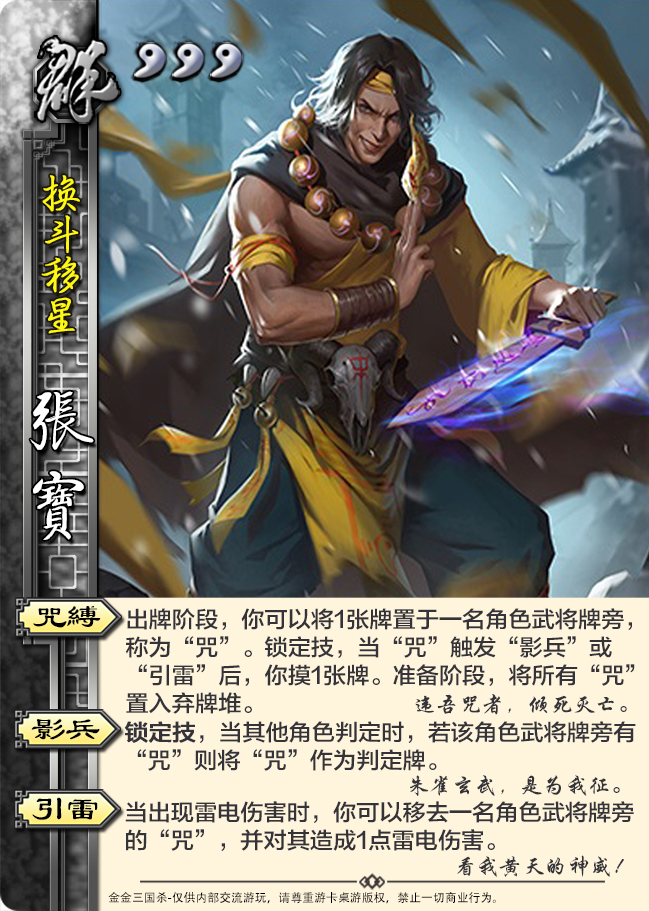 群
999
换斗移星
張寶
咒縛
出牌阶段，你可以将1张牌置于一名角色武将牌旁，
称为“咒”。锁定技，当“咒”触发“影兵”或
“引雷”后，你摸1张牌。准备阶段，将所有“咒”
置入弃牌堆。
违吾咒者，倾死灭亡。
影兵
锁定技，当其他角色判定时，若该角色武将牌旁有
“咒”则将“咒”作为判定牌。
朱雀玄武，是为我征。
引雷
当出现雷电伤害时，你可以移去一名角色武将牌旁
的“咒”，并对其造成1点雷电伤害。
看我黄天的神威！
金金三国杀-仅供内部交流游玩，请尊重游卡桌游版权，禁止一切商业行为。